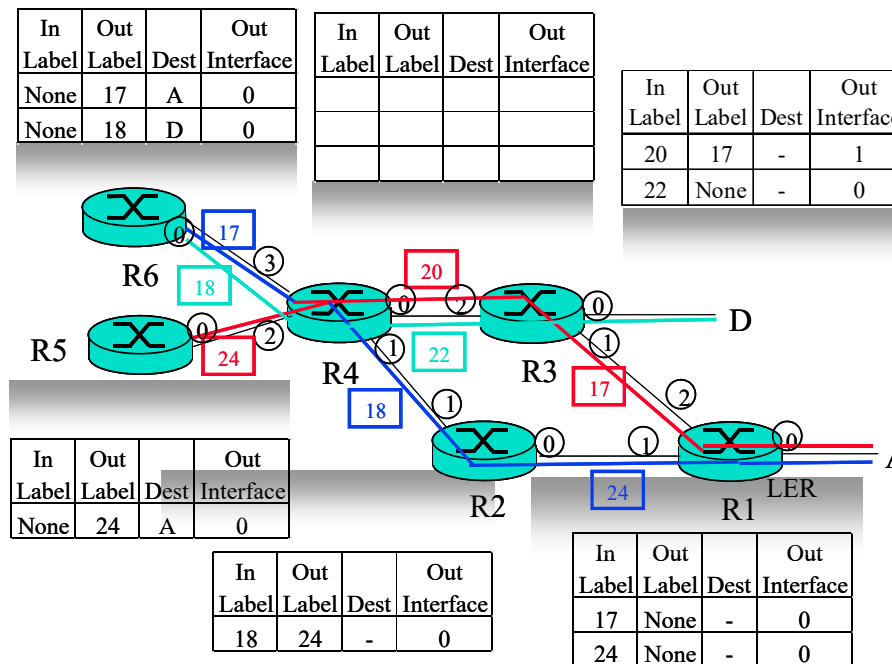 In Out Out
Label Label Dest Interface
None 17 A 0
None 18 D 0
In Out Out
Label Label Dest Interface
In Out Out
Label Label Dest Interface
20 17 - 1
22 None - 0
0 17
3
R6
18
20
0 2 0
D
R5
0
2
24
R4
1
22
R3
1
17
18
1
2
0
1
0
A
R2
24
R1
LER
In Out Out
Label Label Dest Interface
None 24 A 0
In Out Out
Label Label Dest Interface
18 24 - 0
In Out Out
Label Label Dest Interface
17 None - 0
24 None - 0